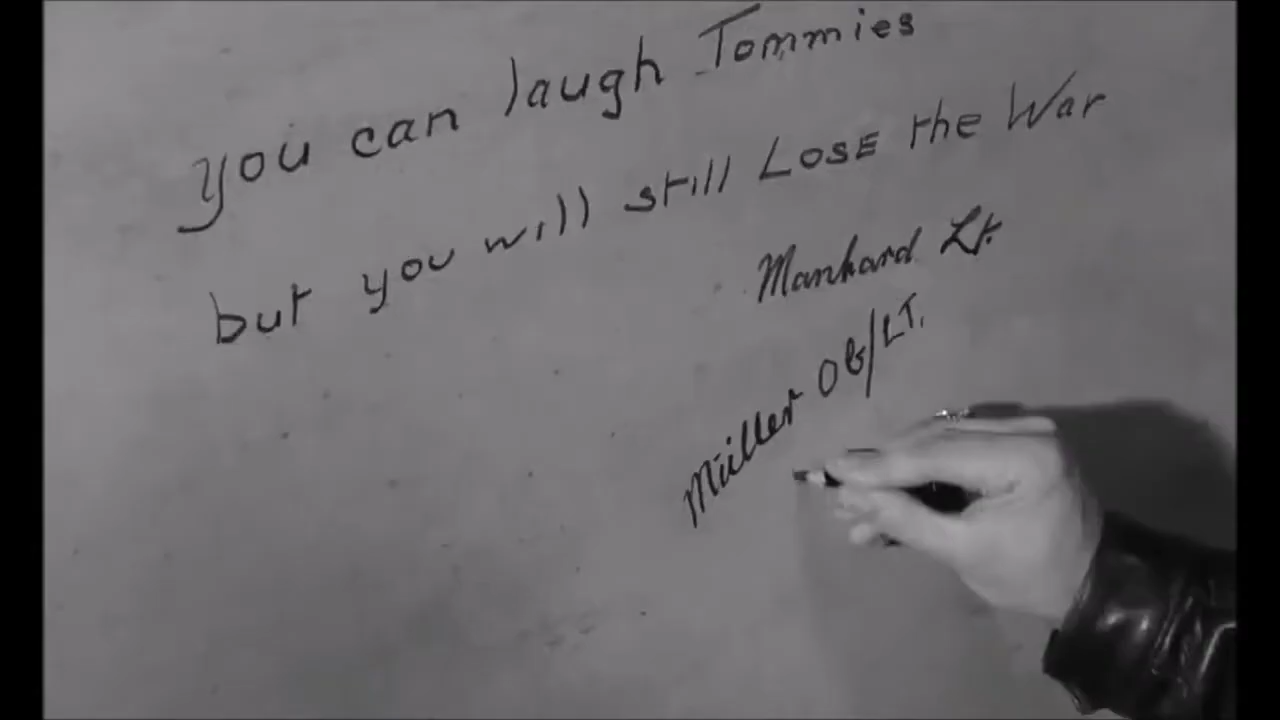 you can laugh Tommies
but you will still LOSE the War
Manhard Lt.
Müller Ob/LT.